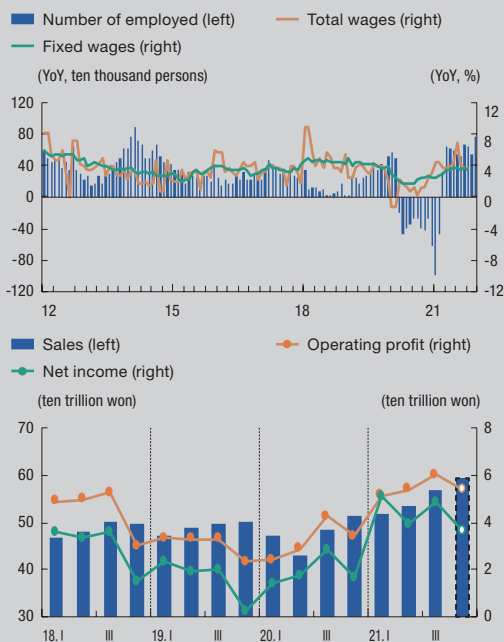 Number of employed (left) Total wages (right)
Fixed wages (right)
(YoY, ten thousand persons) (YoY, %)
120 12
80 8
40 4
0 0
-40 -4
-80 -8
-120 -12
12 15 18 21
Sales (left) Operating profit (right)
Net income (right)
(ten trillion won) (ten trillion won)
70 8
60 6
50 4
40 2
30 0
18. I III 19. I III 20. I III 21. I III